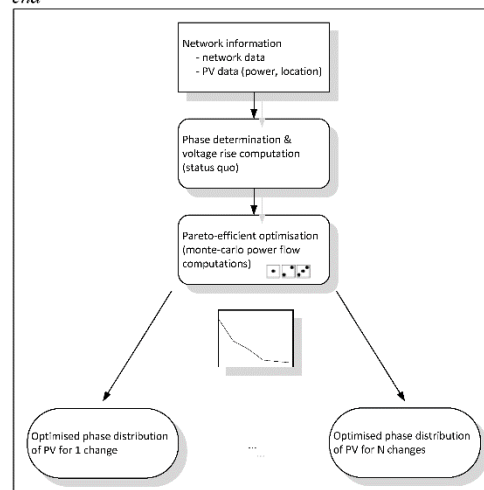 end
Network information
- network data
- PV data (power, location)
Phase determination &
voltage rise computation
(status quo)
Pareto-efficient optimisation
(monte-carlo power flow
computations)
Optimised phase distribution
of PV for 1 change
...
Optimised phase distribution
of PV for N changes